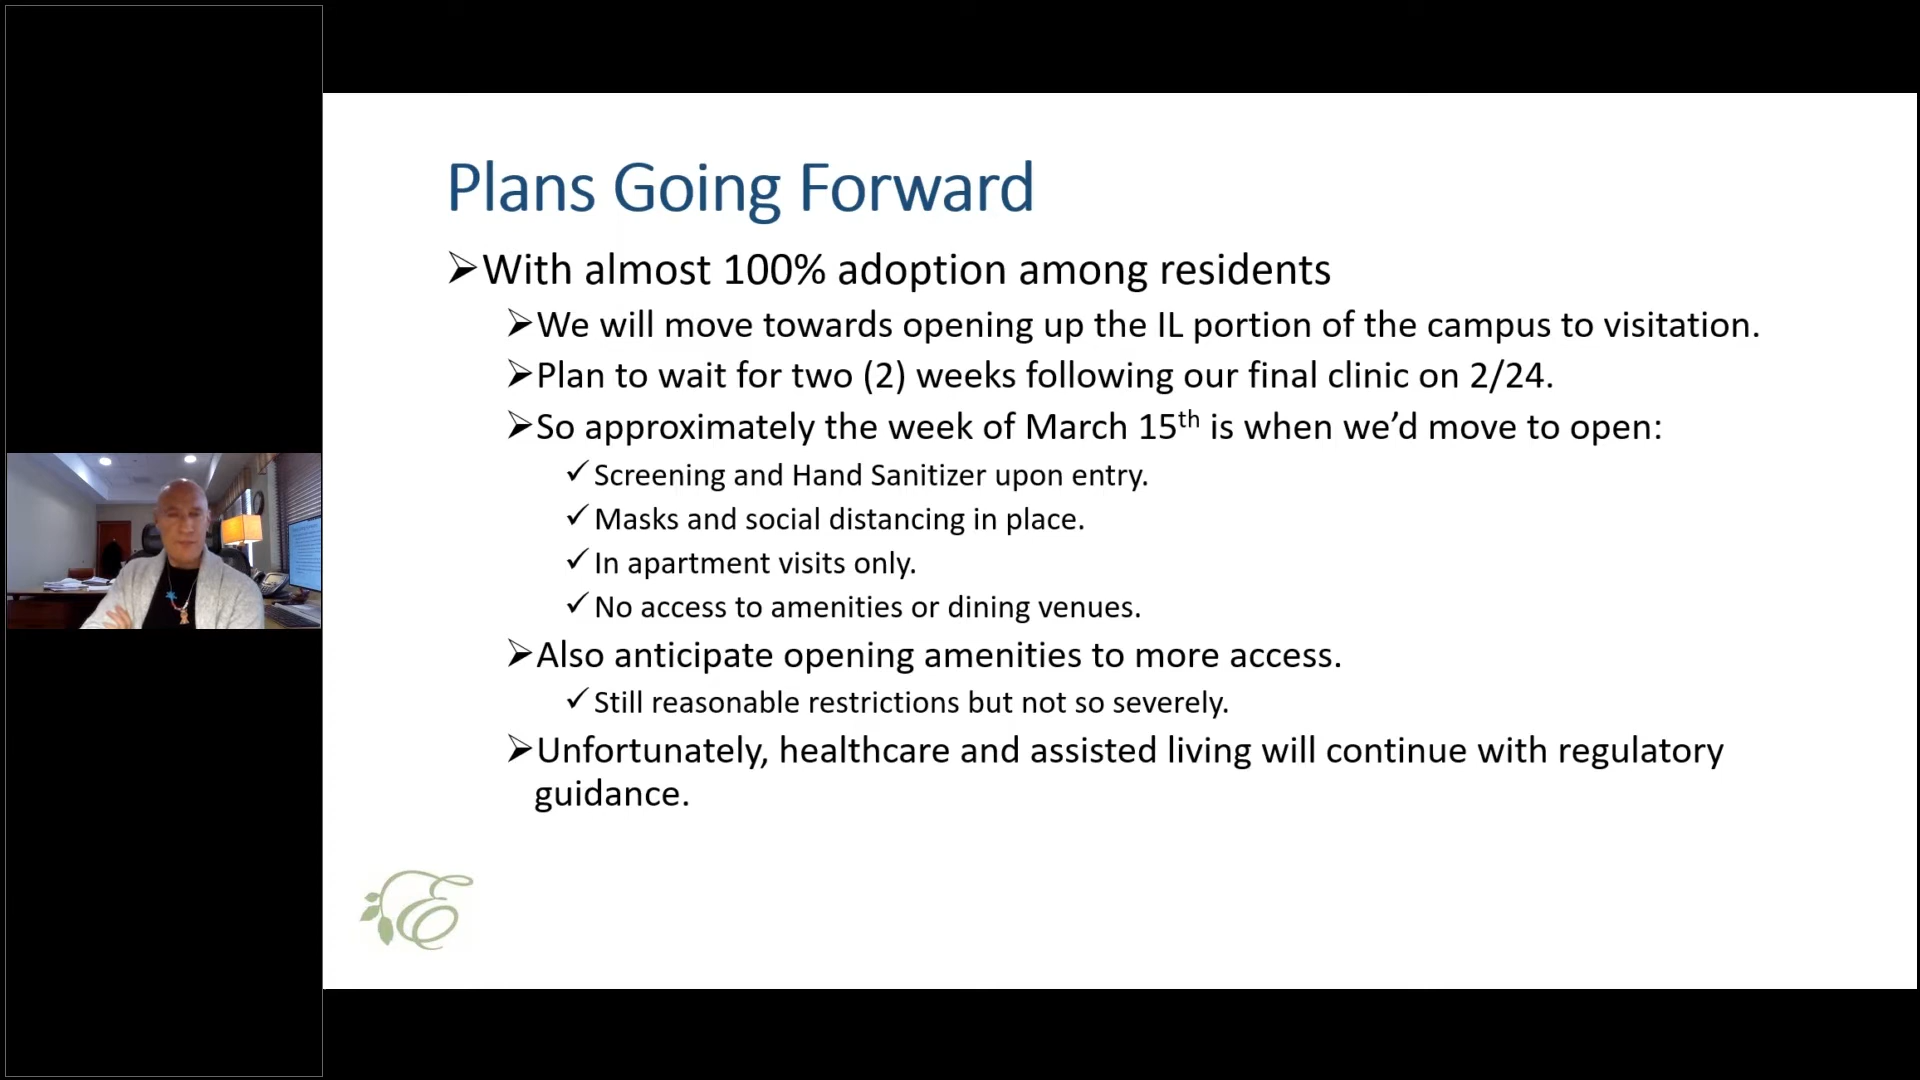 Plans Going Forward
➢With almost 100% adoption among residents
➢We will move towards opening up the IL portion of the campus to visitation.
➢Plan to wait for two (2) weeks following our final clinic on 2/24.
➢So approximately the week of March 15th is when we’d move to open:
✓Screening and Hand Sanitizer upon entry.
✓Masks and social distancing in place.
✓In apartment visits only.
✓No access to amenities or dining venues.
➢Also anticipate opening amenities to more access.
✓Still reasonable restrictions but not so severely.
➢Unfortunately, healthcare and assisted living will continue with regulatory
guidance.
E